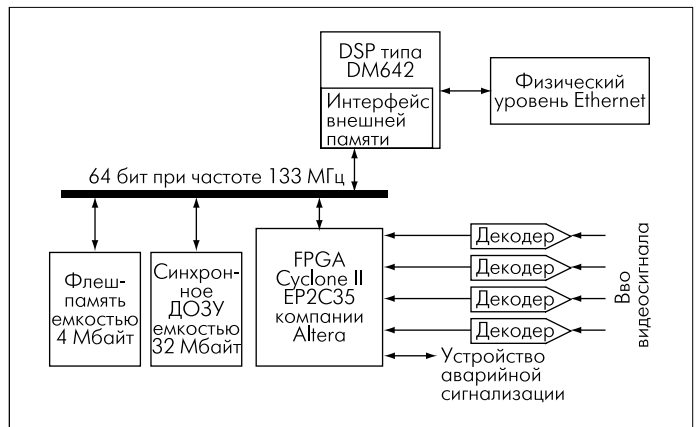 DSP типа
DM642
Интерфейс
внешней
памяти
Физический
уровень Ethernet
64 бит при частоте 133 МГц
Флеш-
память
емкостью
4 Мбайт
Синхрон-
ное
ДОЗУ
емкостью
32 Мбайт
FPGA
Cyclone II
EP2C35
компании
Altera
Декодер
Декодер
Декодер
Декодер
Вво
видеосигнала
Устройство
аварийной
сигнализации